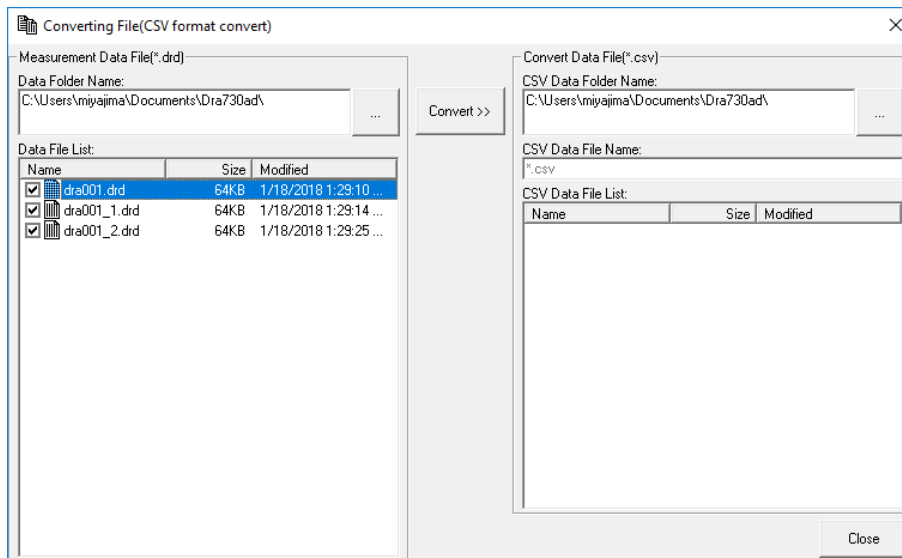 Converting File(CSV format convert)
Measurement Data File(*.drd)
Data Folder Name:
C:\Users\miyajima\Documents\Dra730ad\
...
Data File List:
Name Size Modified
dra001.drd 64KB 1/18/2018 1:29:10 ...
dra001_1.drd 64KB 1/18/2018 1:29:14 ...
dra001_2.drd 64KB 1/18/2018 1:29:25 ...
Convert >>
Convert Data File(*.csv)
CSV Data Folder Name:
C:\Users\miyajima\Documents\Dra730ad\
...
CSV Data File Name:
*.csv
CSV Data File List:
Name Size Modified
Close